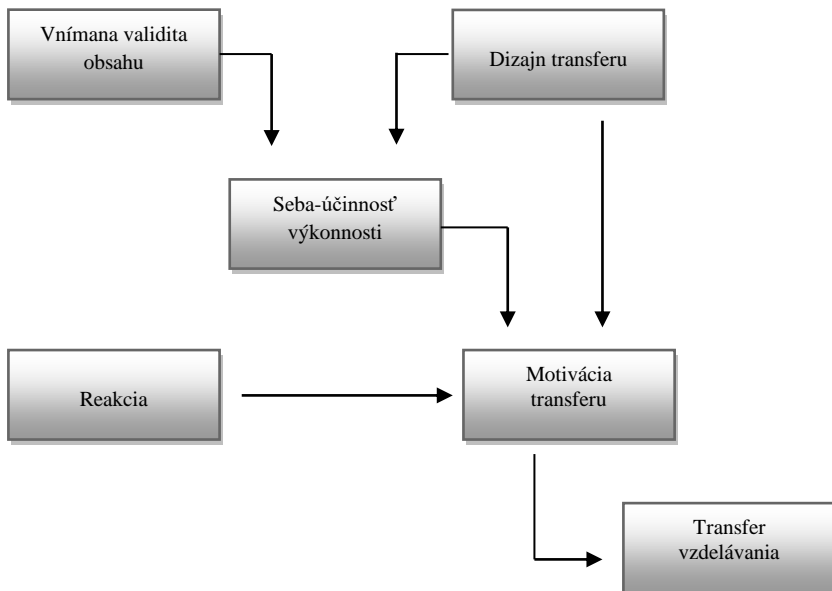 Vnímana validita
obsahu
Dizajn transferu
Seba-účinnosť
výkonnosti
Reakcia
Motivácia
transferu
Transfer
vzdelávania